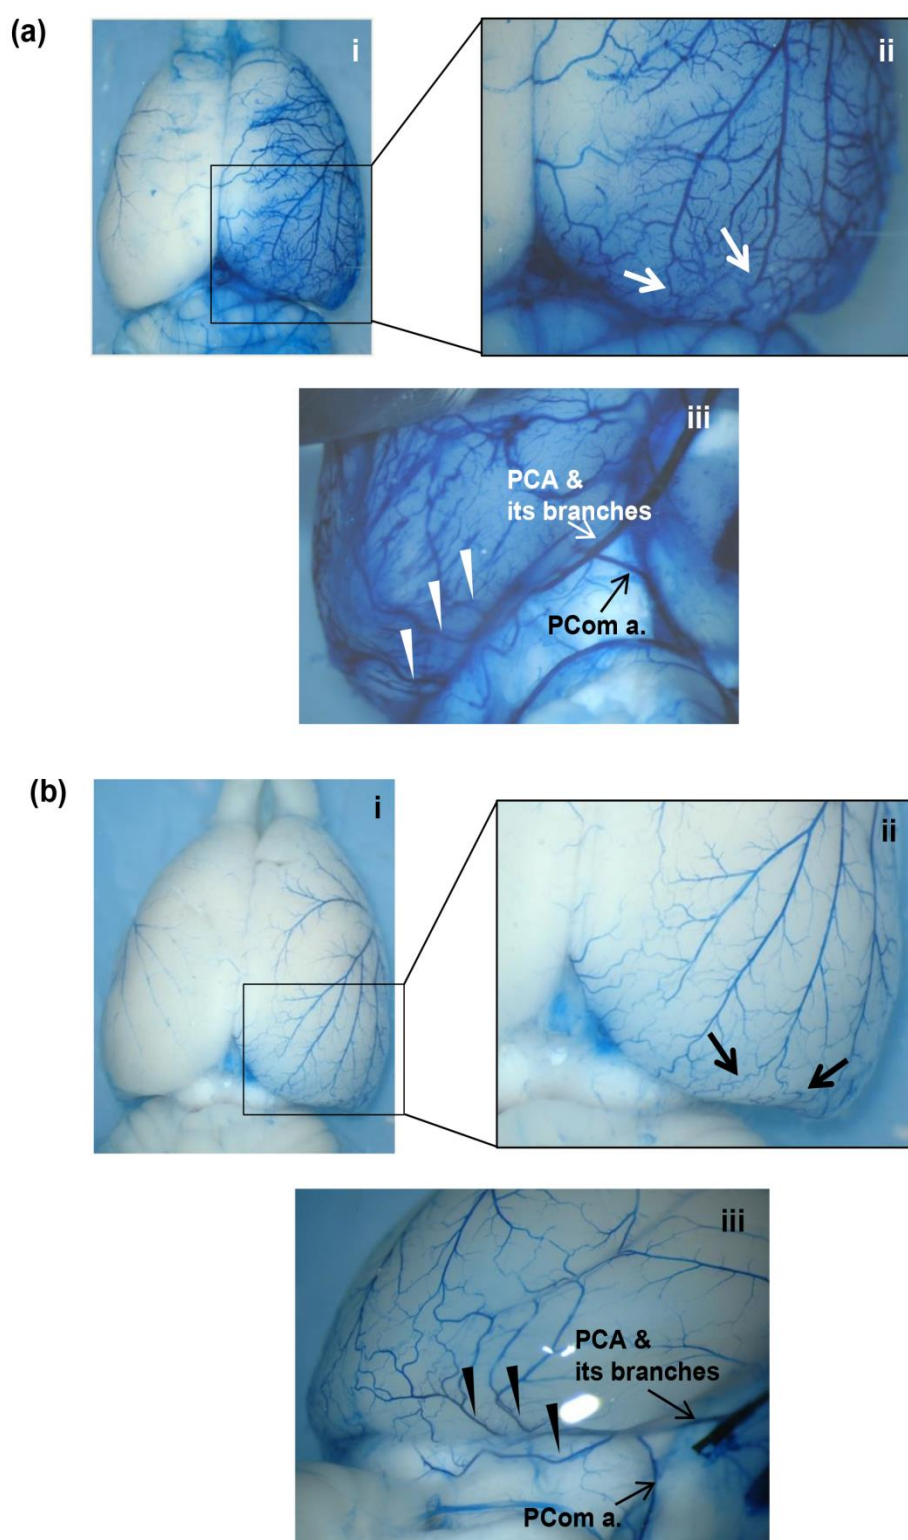 (a)
i
ii
iii
PCA &
its branches
PCom a.
(b)
i
ii
iii
PCA &
its branches
PCom a.